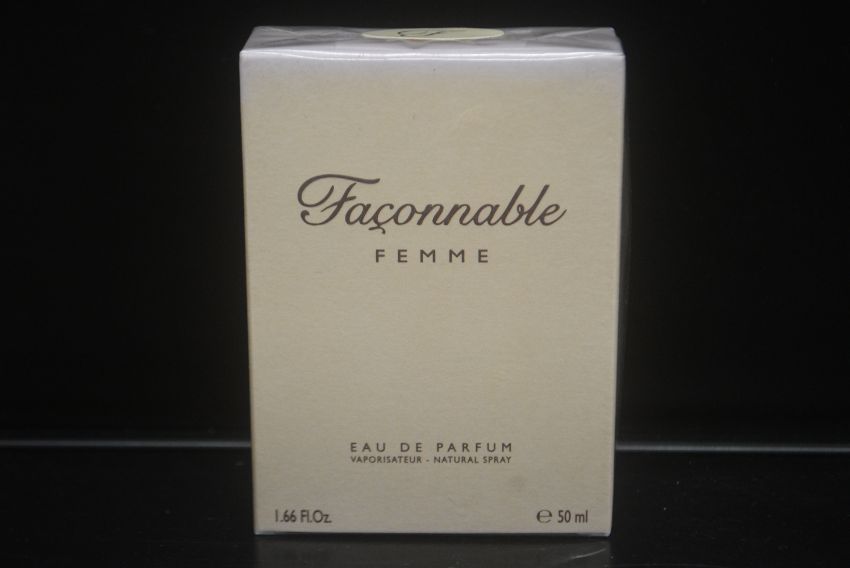 Façonnable
FEMME
EAU DE PARFUM
VAPORISATEUR - NATURAL SPRAY
1.66 Fl.Oz.
℮ 50 ml